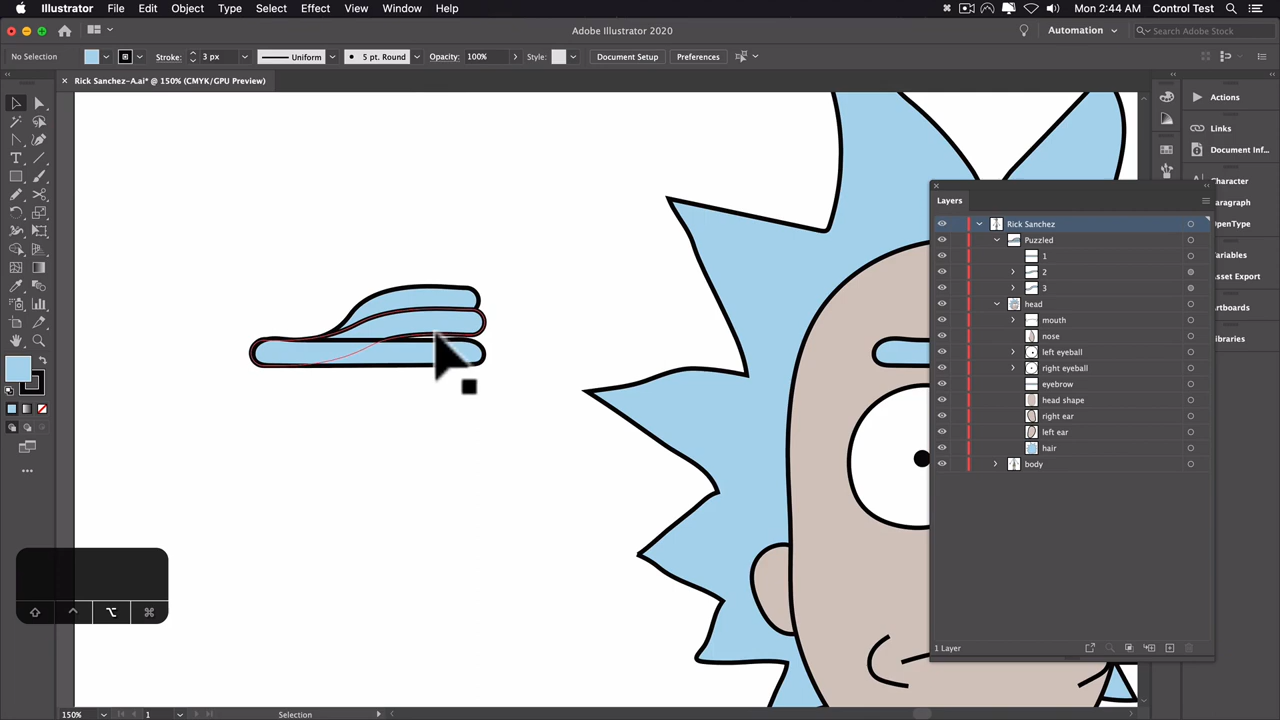 Illustrator File Edit Object Type Select Effect View Window Help Mon 2:44 AM Control Test
Adobe Illustrator 2020 Automation Search Adobe Stock
No Selection Stroke: 3 px Uniform 5 pt. Round Opacity: 100% Style: Document Setup Preferences
Rick Sanchez-A.ai* @ 150% (CMYK/GPU Preview)
Actions
Links
Document Inf...
Character
aragraph
OpenType
ariables
Asset Export
rtboards
ibraries
Layers
Rick Sanchez
Puzzled
1
2
3
head
mouth
nose
left eyeball
right eyeball
eyebrow
head shape
right ear
left ear
hair
body
1 Layer
150% 1 Selection